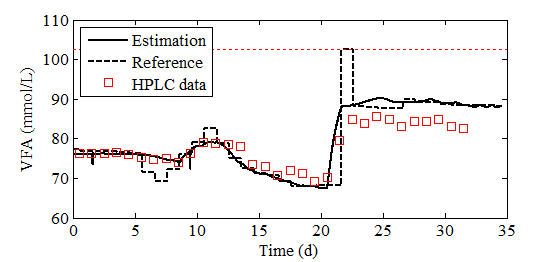 110
100
90
80
70
60
VFA (mmol/L)
Estimation
Reference
HPLC data
0 5 10 15 20 25 30 35
Time (d)